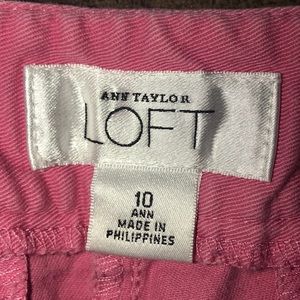 ANN TAYLOR
LOFT
10
ANN
MADE IN
PHILIPPINES